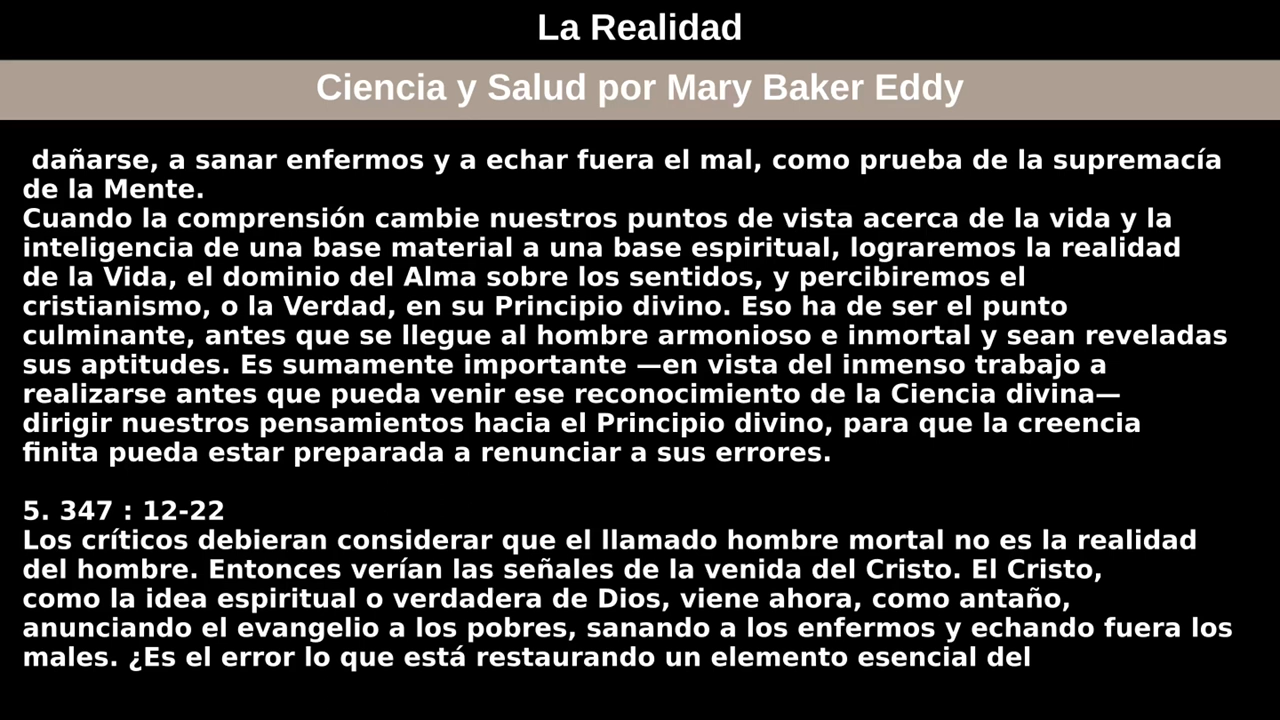 La Realidad
Ciencia y Salud por Mary Baker Eddy
dañarse, a sanar enfermos y a echar fuera el mal, como prueba de la supremacía
de la Mente.
Cuando la comprensión cambie nuestros puntos de vista acerca de la vida y la
inteligencia de una base material a una base espiritual, lograremos la realidad
de la Vida, el dominio del Alma sobre los sentidos, y percibiremos el
cristianismo, o la Verdad, en su Principio divino. Eso ha de ser el punto
culminante, antes que se llegue al hombre armonioso e inmortal y sean reveladas
sus aptitudes. Es sumamente importante —en vista del inmenso trabajo a
realizarse antes que pueda venir ese reconocimiento de la Ciencia divina—
dirigir nuestros pensamientos hacia el Principio divino, para que la creencia
finita pueda estar preparada a renunciar a sus errores.
5. 347 : 12-22
Los críticos debieran considerar que el llamado hombre mortal no es la realidad
del hombre. Entonces verían las señales de la venida del Cristo. El Cristo,
como la idea espiritual o verdadera de Dios, viene ahora, como antaño,
anunciando el evangelio a los pobres, sanando a los enfermos y echando fuera los
males. ¿Es el error lo que está restaurando un elemento esencial del